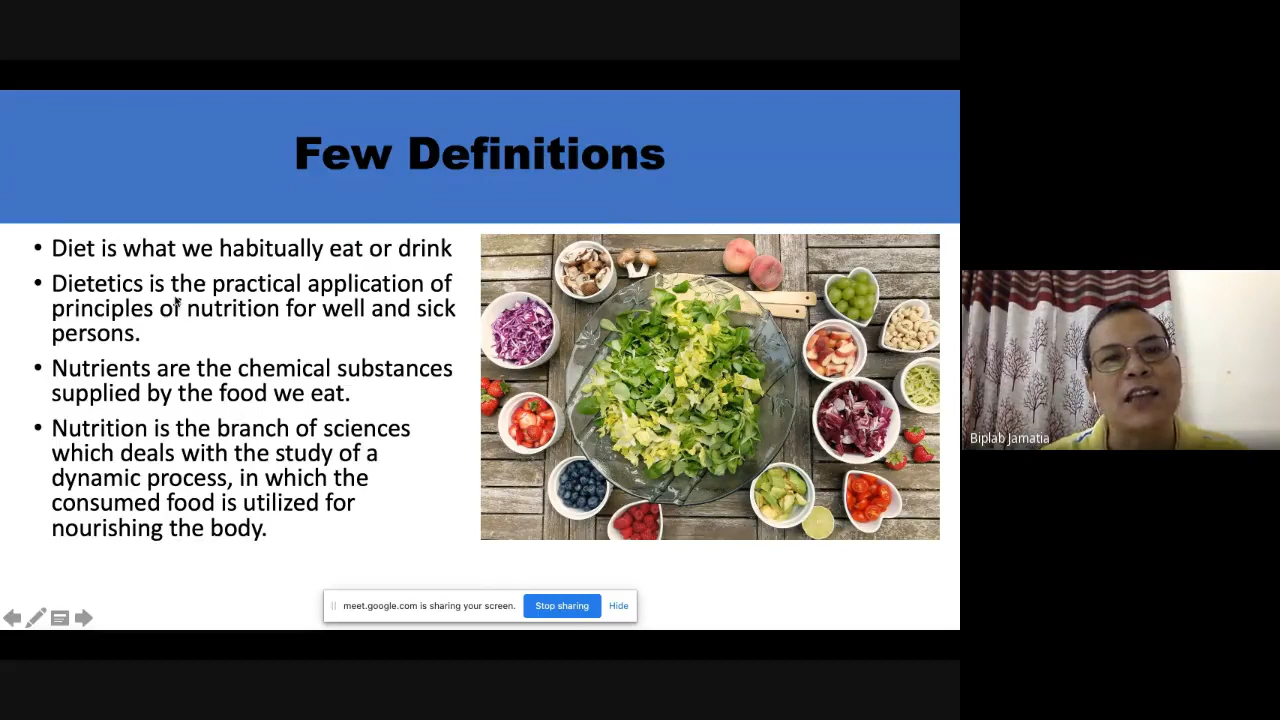 Few Definitions
• Diet is what we habitually eat or drink
• Dietetics is the practical application of
principles of nutrition for well and sick
persons.
• Nutrients are the chemical substances
supplied by the food we eat.
• Nutrition is the branch of sciences
which deals with the study of a
dynamic process, in which the
consumed food is utilized for
nourishing the body.
Biplab Jamatia
meet.google.com is sharing your screen. Stop sharing Hide